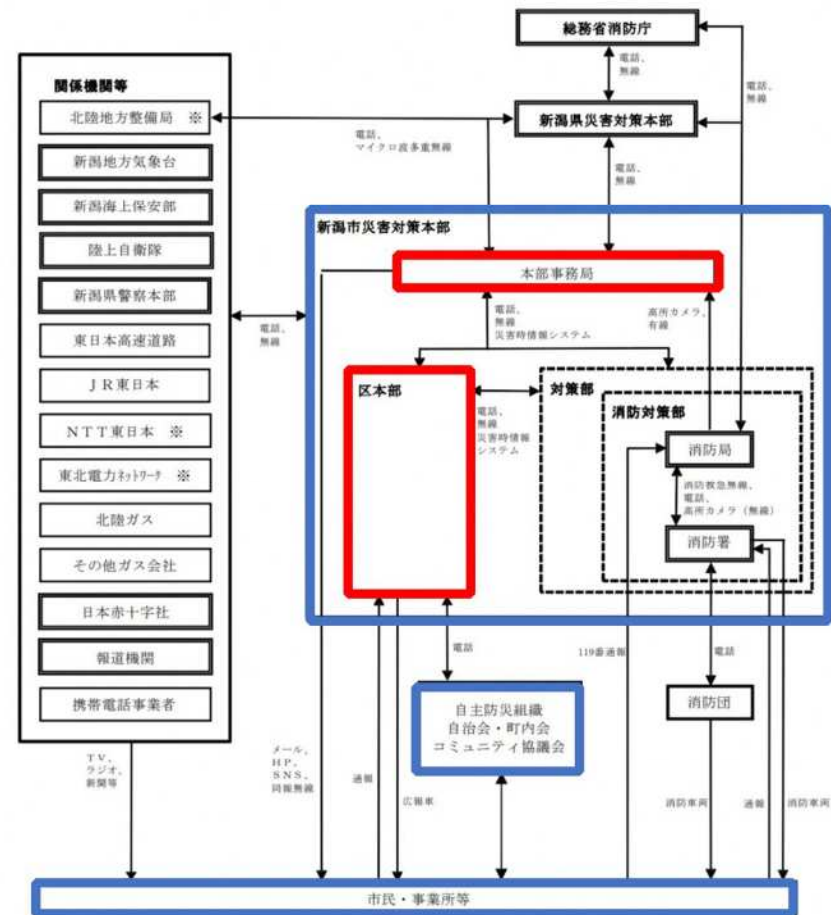 総務省消防庁
電話、
無線
電話、
無線
新潟県災害対策本部
電話、
マイクロ波多重無線
電話、
無線
関係機関等
北陸地方整備局 ※
新潟地方気象台
新潟海上保安部
陸上自衛隊
新潟県警察本部
東日本高速道路
JR東日本
NTT東日本 ※
東北電力ネットワーク ※
北陸ガス
その他ガス会社
日本赤十字社
報道機関
携帯電話事業者
電話、
無線
新潟市災害対策本部
本部事務局
電話、
無線
災害時情報システム
高所カメラ、
有線
区本部
電話、
無線
災害時情報
システム
対策部
消防対策部
消防局
消防救急無線、
電話、
高所カメラ(無線)
消防署
電話
119番通報
電話
自主防災組織
自治会・町内会
コミュニティ協議会
消防団
TV、
ラジオ、
新聞等
メール、
HP、
SNS、
同報無線
通報
広報車
消防車両
通報
消防車両
市民・事業所等